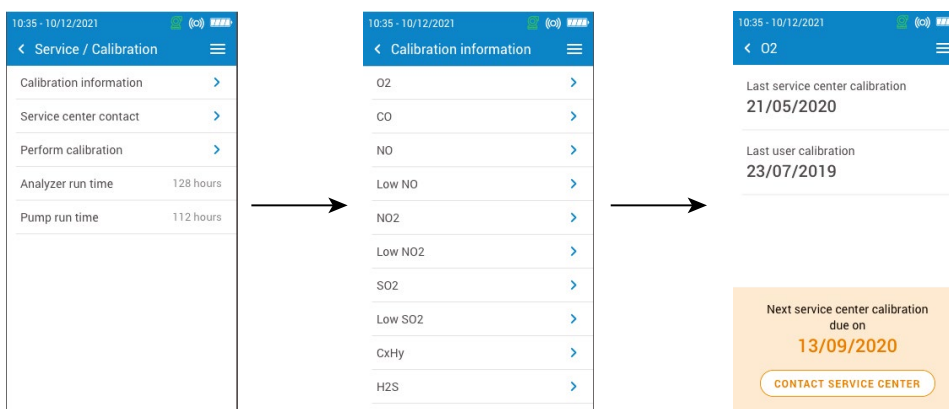 10:35 - 10/12/2021
Service / Calibration
Calibration information
Service center contact
Perform calibration
Analyzer run time 128 hours
Pump run time 112 hours
10:35 - 10/12/2021
Calibration information
O2
CO
NO
Low NO
NO2
Low NO2
SO2
Low SO2
CxHy
H2S
10:35 - 10/12/2021
O2
Last service center calibration
21/05/2020
Last user calibration
23/07/2019
Next service center calibration
due on
13/09/2020
CONTACT SERVICE CENTER